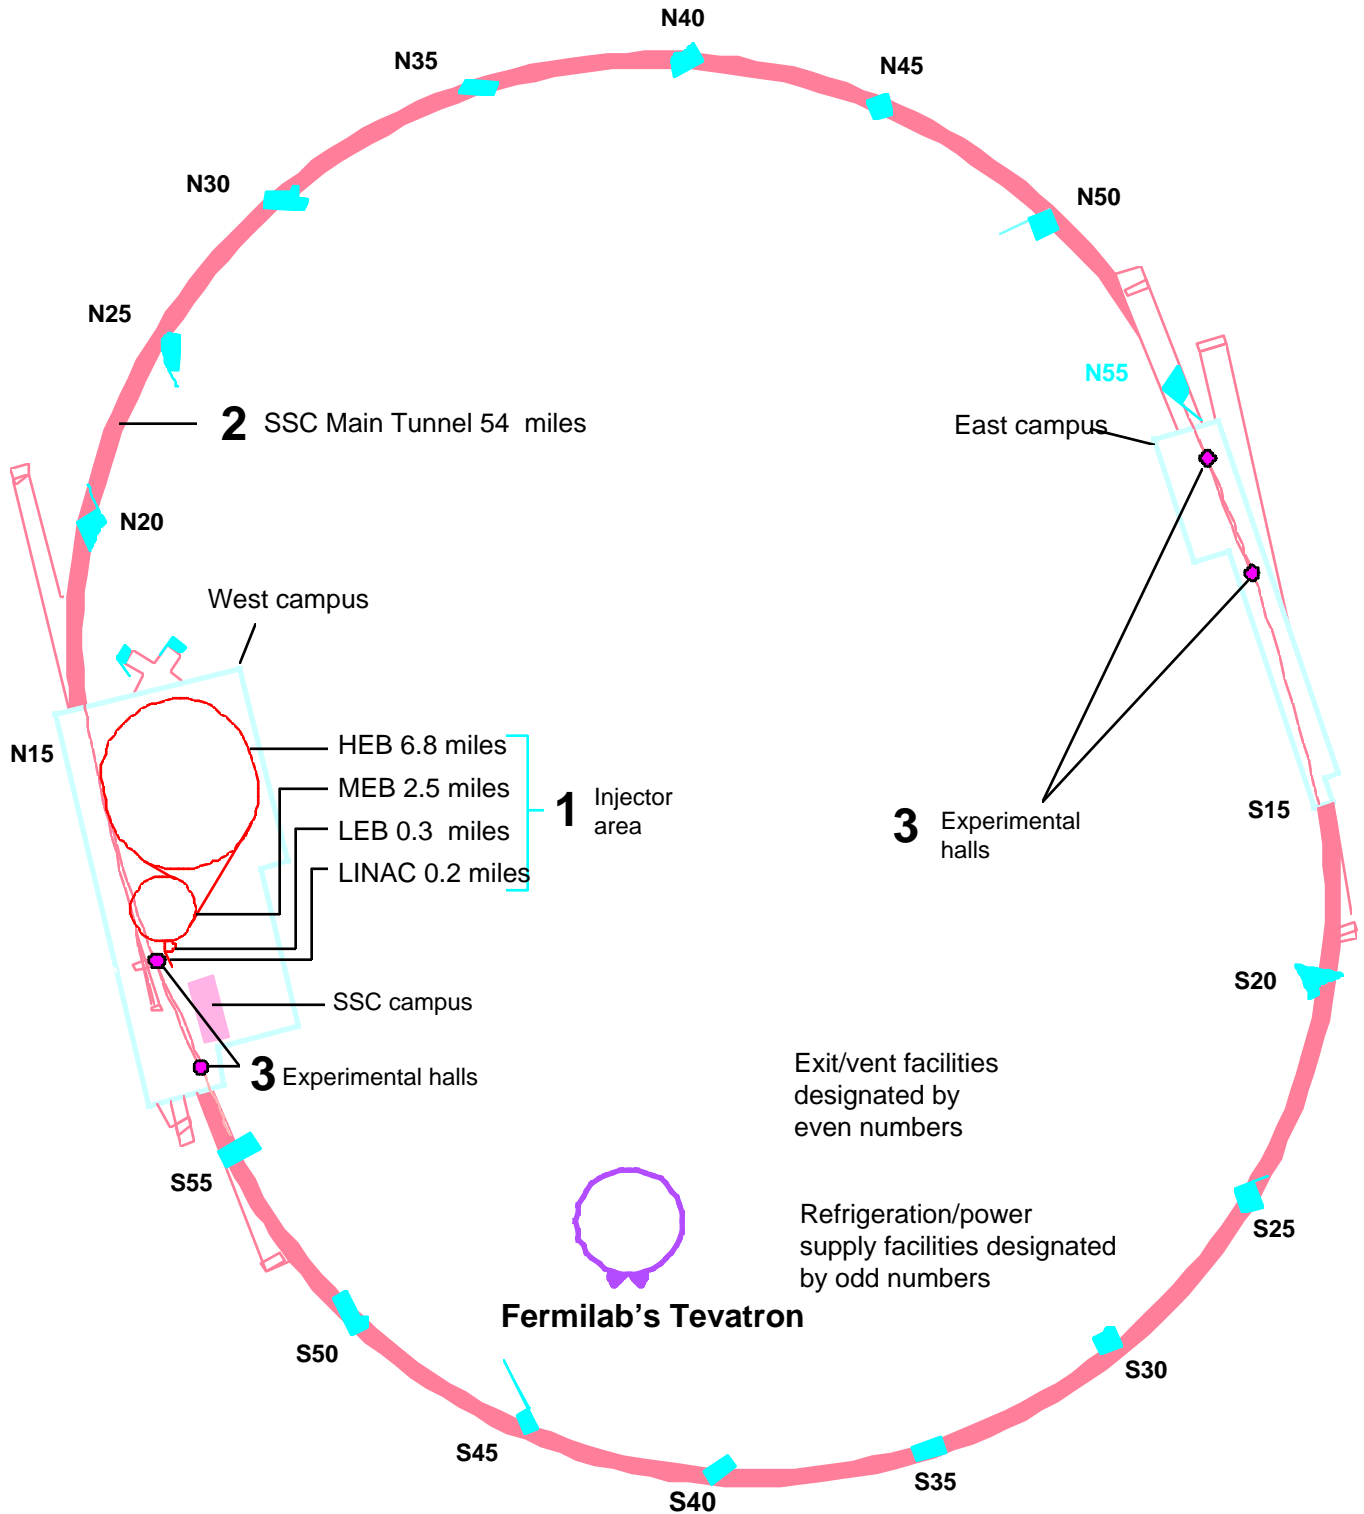 N40
N35
N45
N30
N50
N25
N55
2 SSC Main Tunnel 54 miles
East campus
N20
West campus
N15
HEB 6.8 miles
MEB 2.5 miles
LEB 0.3 miles
LINAC 0.2 miles
1 Injector
area
3 Experimental
halls
S15
S20
SSC campus
3 Experimental halls
Exit/vent facilities
designated by
even numbers
S55
Refrigeration/power
supply facilities designated
by odd numbers
S25
Fermilab's Tevatron
S50
S30
S45
S35
S40